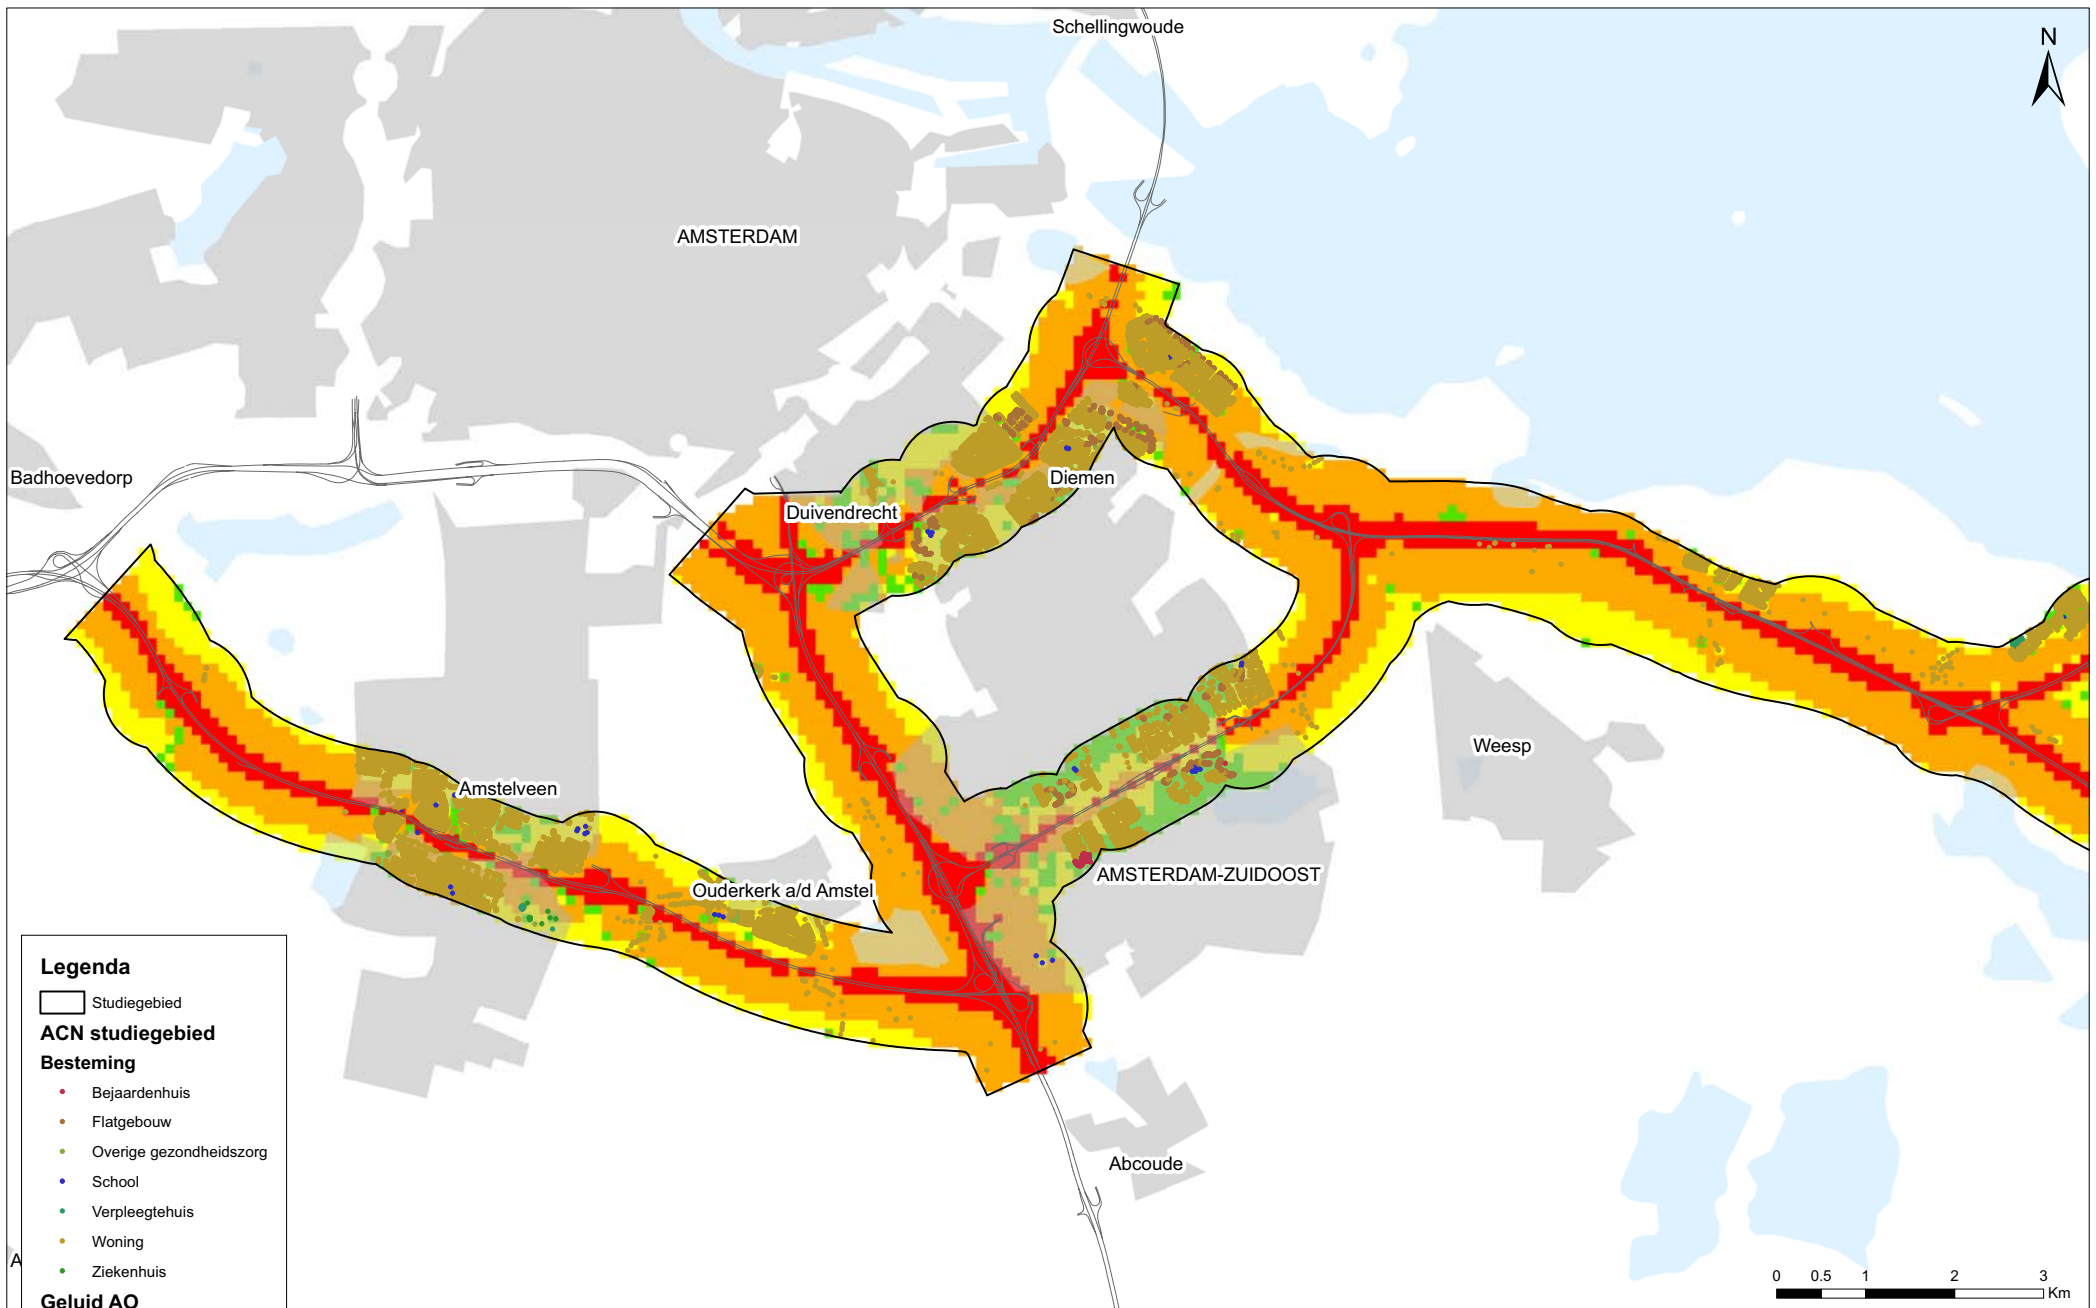 Schellingwoude
N
AMSTERDAM
Badhoevedorp
Diemen
Duivendrecht
Weesp
Amstelveen
AMSTERDAM-ZUIDOOST
Ouderkerk a/d Amstel
Abcoude
A
Legenda
Studiegebied
ACN studiegebied
Besteming
Bejaardenhuis
Flatgebouw
Overige gezondheidszorg
School
Verpleegtehuis
Woning
Ziekenhuis
Geluid AO
0 0.5 1 2 3
Km